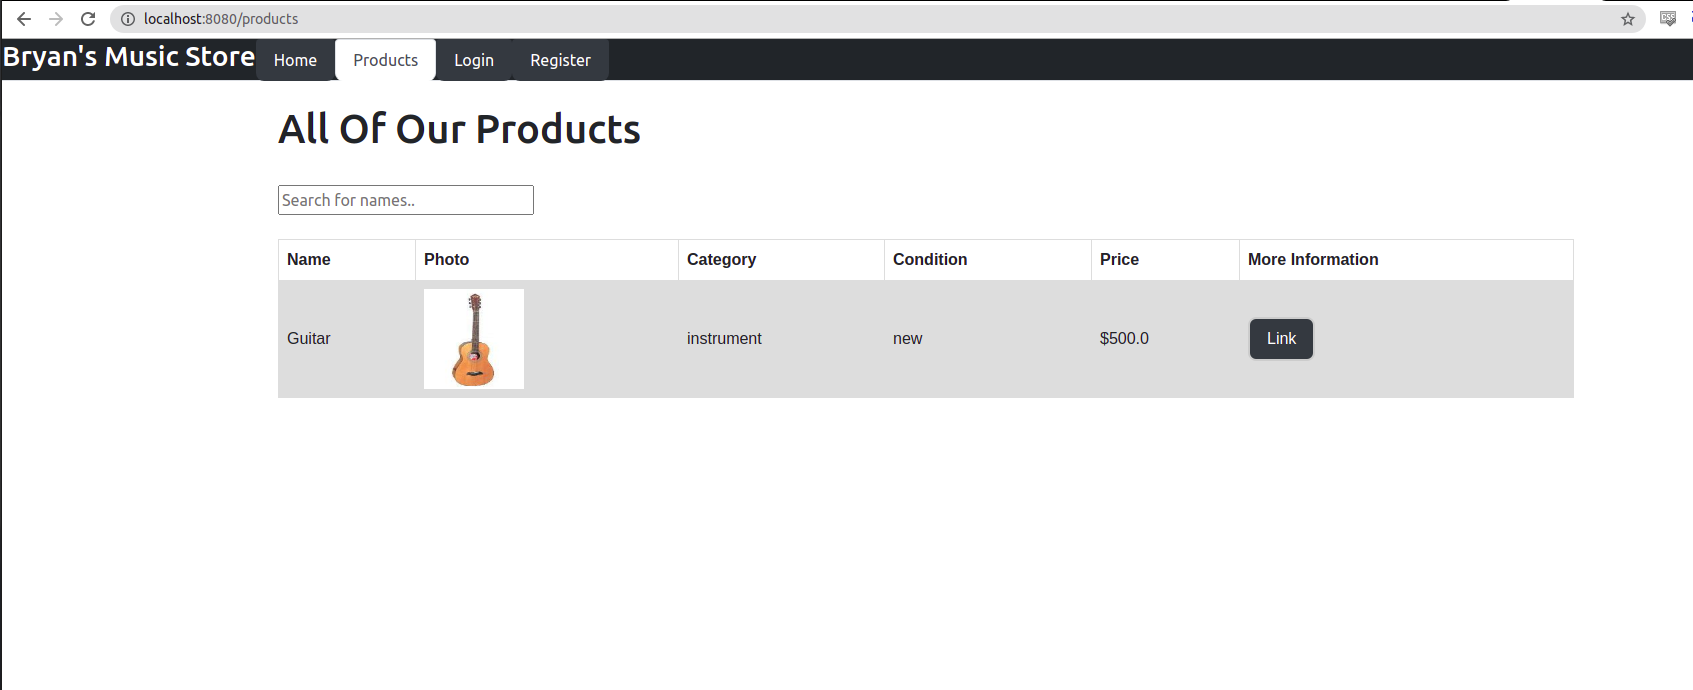 localhost:8080/products
Bryan's Music Store Home Products Login Register
All Of Our Products
Search for names..
Name Photo Category Condition Price More Information
Guitar instrument new $500.0 Link